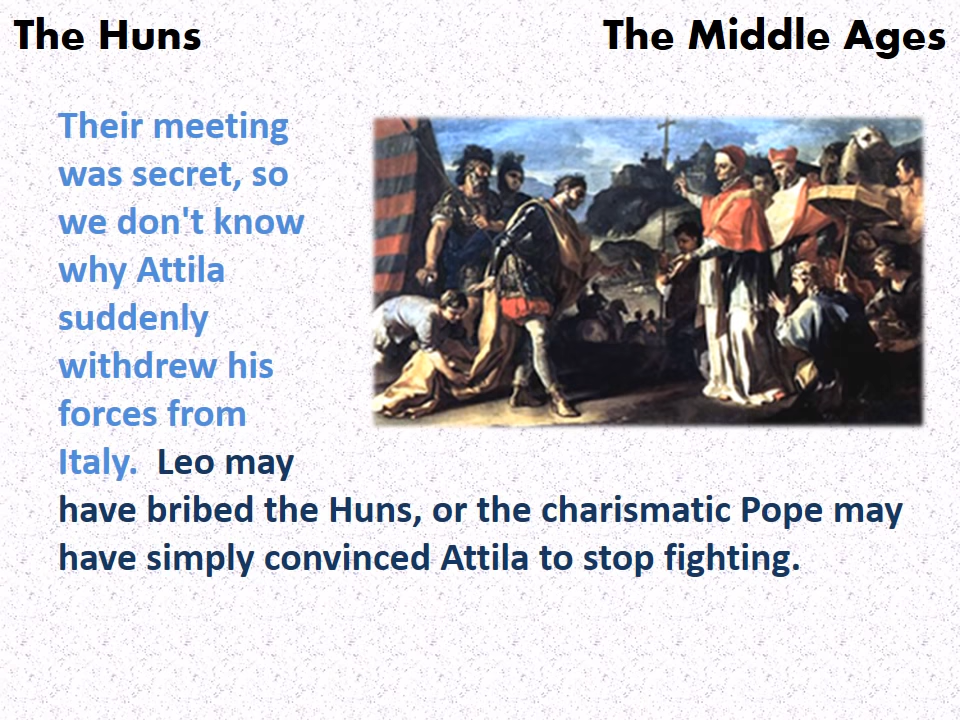 The Huns
The Middle Ages
Their meeting
was secret, so
we don't know
why Attila
suddenly
withdrew his
forces from
Italy.  Leo may
have bribed the Huns, or the charismatic Pope may
have simply convinced Attila to stop fighting.